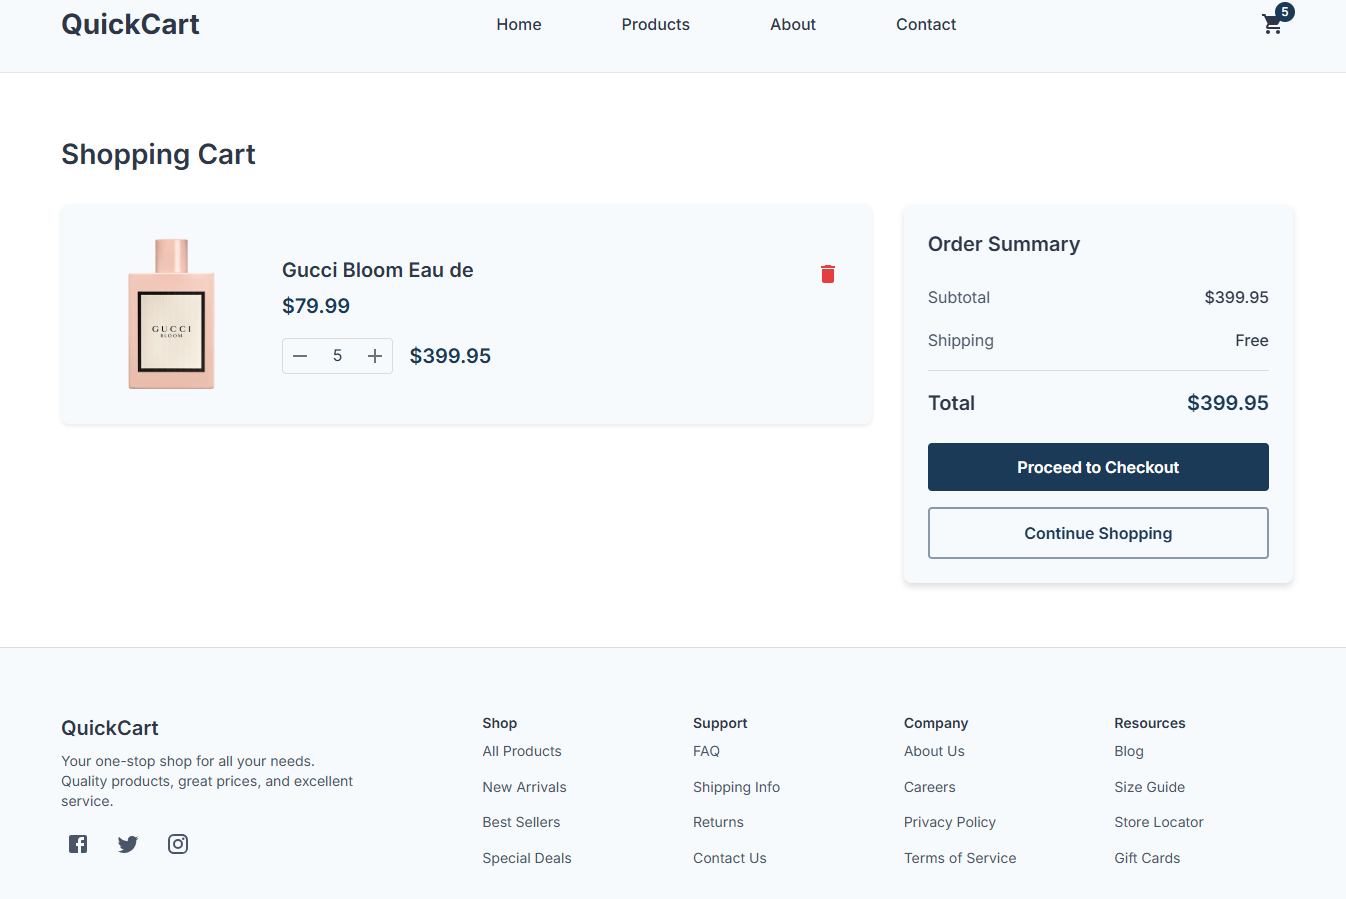 QuickCart
Home
Products
About
Contact
5
Shopping Cart
GUCCI
BLOOM
Gucci Bloom Eau de
$79.99
5
$399.95
Order Summary
Subtotal $399.95
Shipping Free
Total $399.95
Proceed to Checkout
Continue Shopping
QuickCart
Your one-stop shop for all your needs.
Quality products, great prices, and excellent
service.
Shop
All Products
New Arrivals
Best Sellers
Special Deals
Support
FAQ
Shipping Info
Returns
Contact Us
Company
About Us
Careers
Privacy Policy
Terms of Service
Resources
Blog
Size Guide
Store Locator
Gift Cards